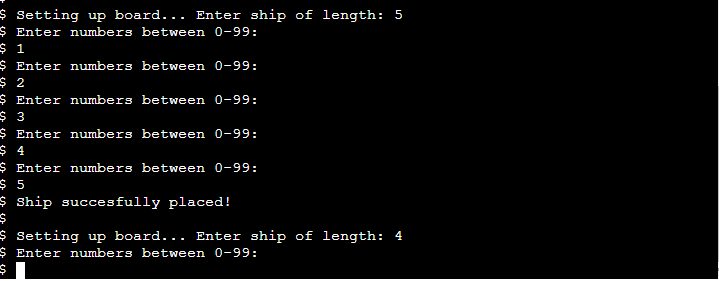 $ Setting up board... Enter ship of length: 5
$ Enter numbers between 0-99:
$ 1
$ Enter numbers between 0-99:
$ 2
$ Enter numbers between 0-99:
$ 3
$ Enter numbers between 0-99:
$ 4
$ Enter numbers between 0-99:
$ 5
$ Ship succesfully placed!
$
$ Setting up board... Enter ship of length: 4
$ Enter numbers between 0-99:
$